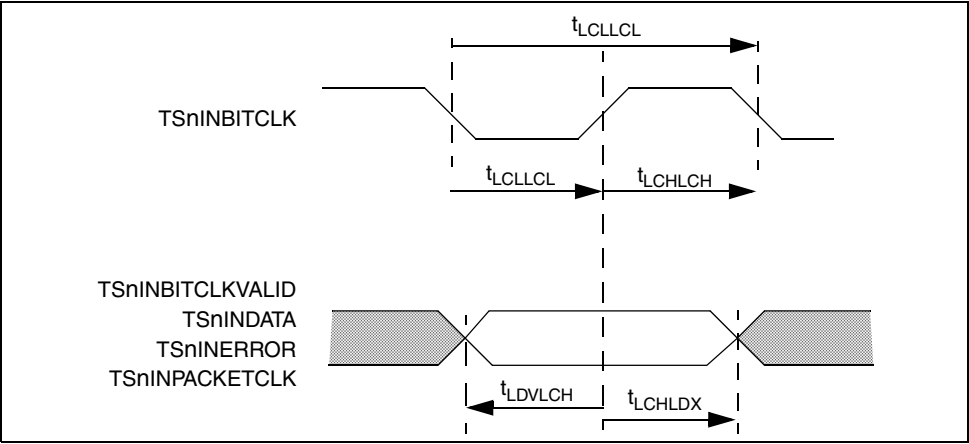 tLCLLCL
TSnINBITCLK
tLCLLCL tLCHLCH
TSnINBITCLKVALID
TSnINDATA
TSnINERROR
TSnINPACKETCLK
tLDVLCH tLCHLDX